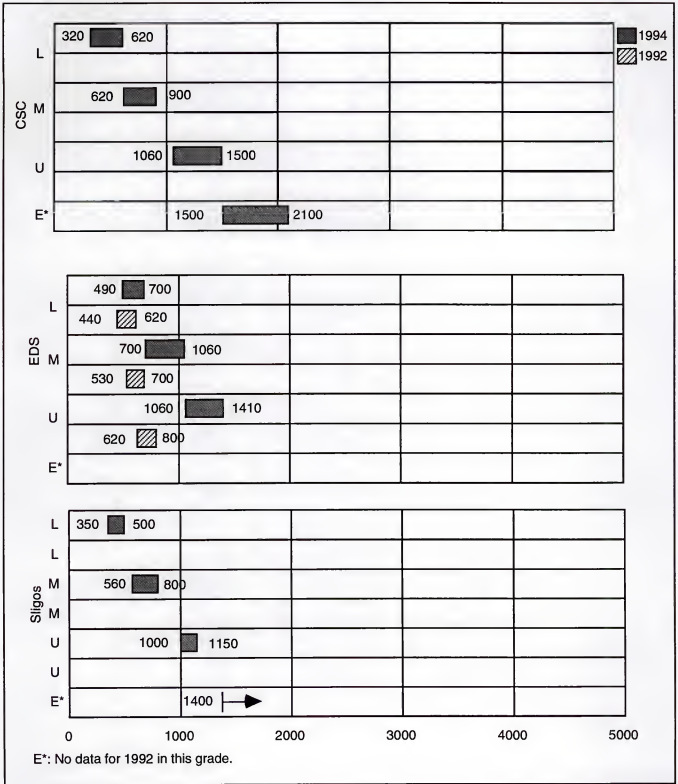 320 620
1994
L
1992
620 900
M
CSC
1060 1500
U
E* 1500 2100
490 700
L
440 620
EDS
M 700 1060
530 700
1060 1410
U
620 800
E*
L 350 500
L
M 560 800
Sligos
M
U 1000 1150
U
E* 1400
0 1000 2000 3000 4000 5000
E*: No data for 1992 in this grade.